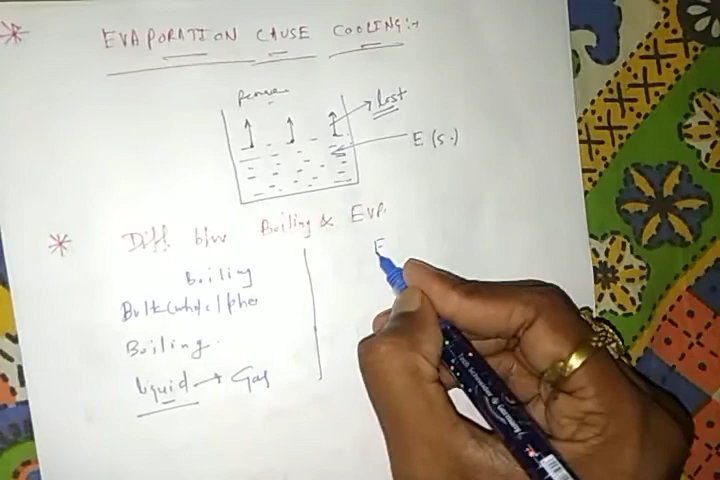 * EVAPORATION CAUSE COOLING:-
Lost
E (S.)
* Diff b/w Boiling & EVP.
Boiling
Bulk (whole) phe
Boiling.
liquid → Gas
E